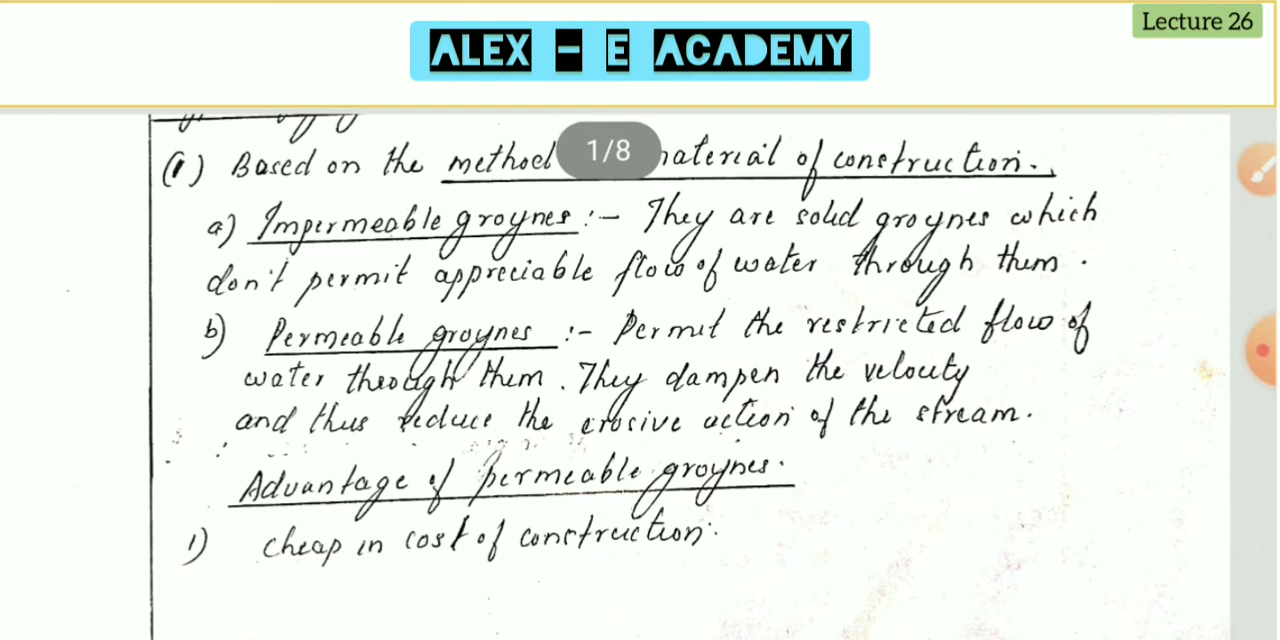 Lecture 26
ALEX - E ACADEMY
1/8
(1) Based on the method material of construction.
a) Impermeable groynes :- They are solid groynes which
don't permit appreciable flow of water through them.
b) Permeable groynes :- Permit the restricted flow of
water through them. They dampen the velocity
and thus reduce the erosive action of the stream.
Advantage of permeable groynes.
1) cheap in cost of construction.